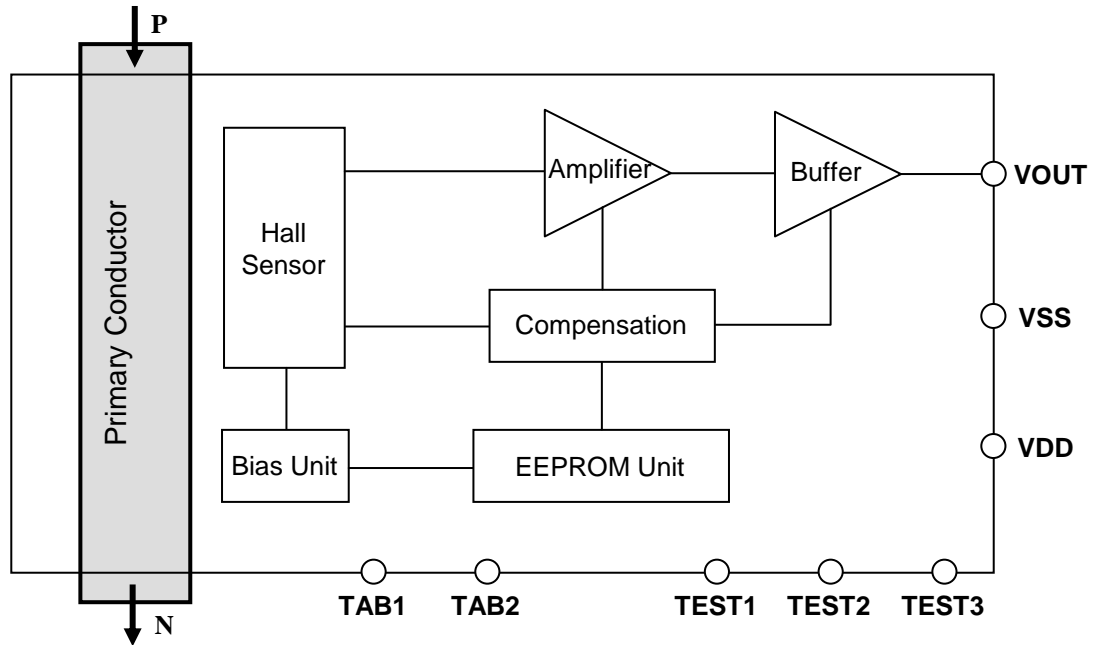 P
Primary Conductor
Hall
Sensor
Amplifier
Buffer
VOUT
Compensation
VSS
Bias Unit
EEPROM Unit
VDD
TAB1
TAB2
TEST1
TEST2
TEST3
N